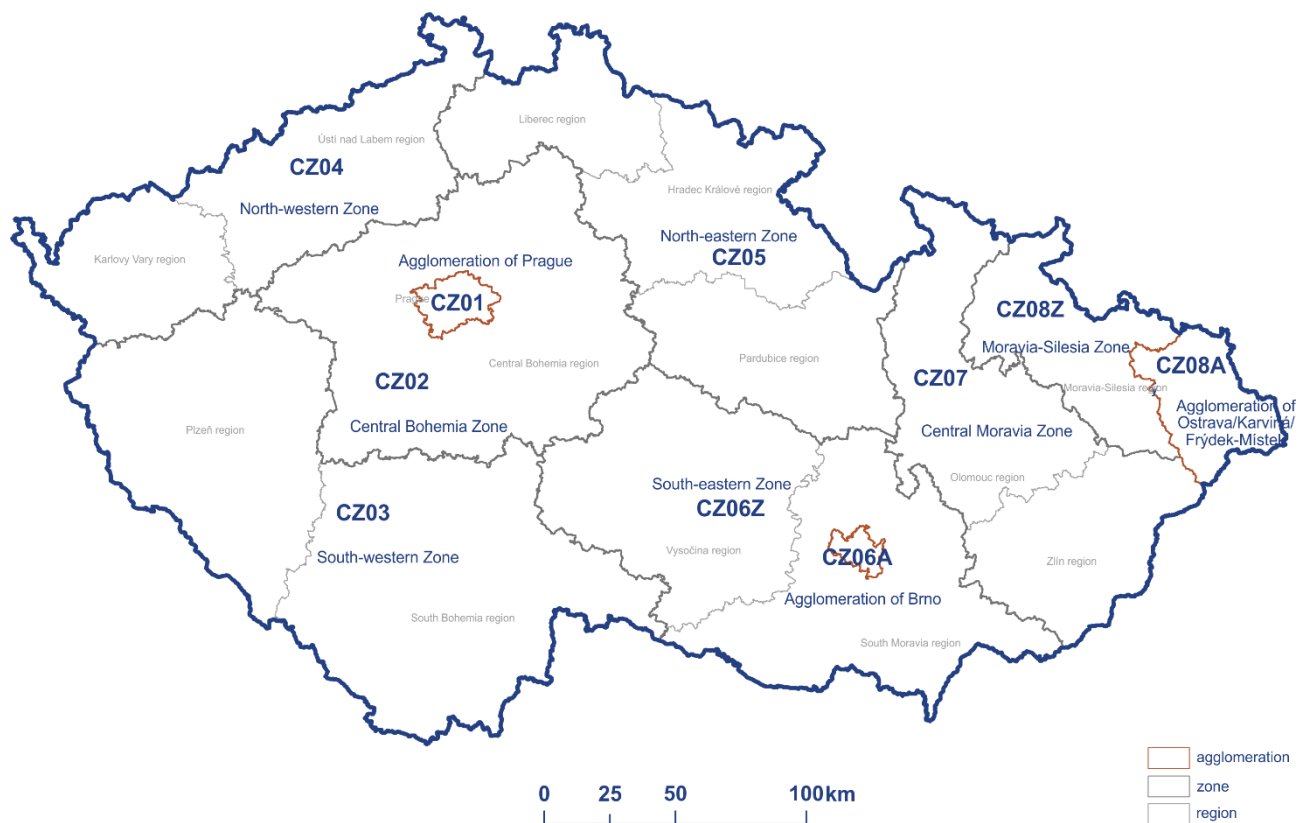 Liberec region
Ústí nad Labem region
CZ04
Hradec Králové region
North-western Zone
North-eastern Zone
CZ05
Karlovy Vary region
Agglomeration of Prague
Prague
CZ01
CZ08Z
Moravia-Silesia Zone
Central Bohemia region
Pardubice region
CZ08A
CZ02
CZ07
Moravia-Silesia region
Agglomeration of
Ostrava/Karviná/
Frýdek-Místek
Plzeň region
Central Bohemia Zone
Central Moravia Zone
Olomouc region
South-eastern Zone
CZ06Z
CZ03
South-western Zone
Vysočina region
CZ06A
Zlín region
Agglomeration of Brno
South Bohemia region
South Moravia region
agglomeration
zone
region
0 25 50 100 km